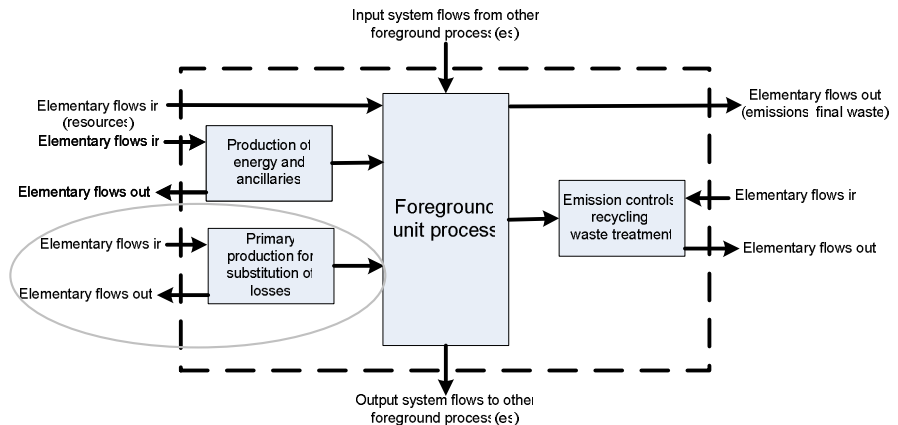 Input system flows from other
foreground process (es)
Elementary flows in
(resources)
Elementary flows in
Elementary flows out
Production of
energy and
ancillaries
Elementary flows in
Elementary flows out
Primary
production for
substitution of
losses
Foreground
unit process
Elementary flows out
(emissions final waste)
Emission controls
recycling
waste treatment
Elementary flows in
Elementary flows out
Output system flows to other
foreground process (es)